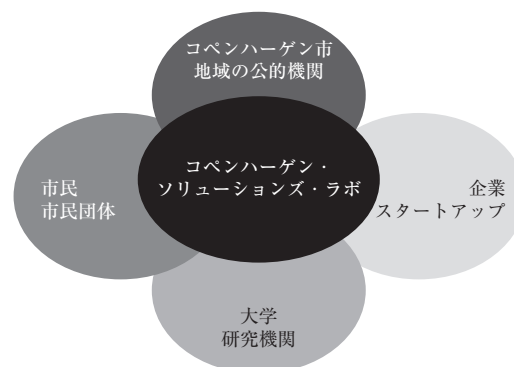 コペンハーゲン市
地域の公的機関
コペンハーゲン・
ソリューションズ・ラボ
市民
市民団体
企業
スタートアップ
大学
研究機関